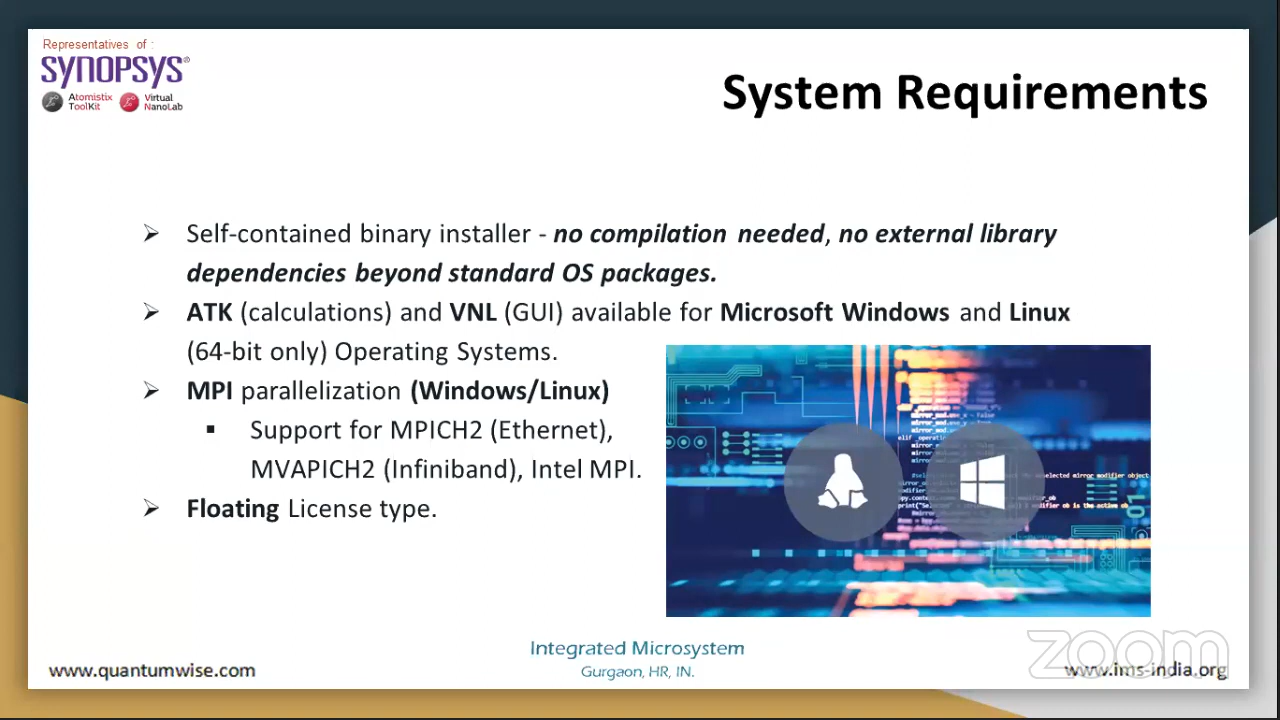 Representatives of :
SYNOPSYS®
Atomistix ToolKit
Virtual NanoLab
System Requirements
Self-contained binary installer - no compilation needed, no external library
dependencies beyond standard OS packages.
ATK (calculations) and VNL (GUI) available for Microsoft Windows and Linux
(64-bit only) Operating Systems.
MPI parallelization (Windows/Linux)
Support for MPICH2 (Ethernet),
MVAPICH2 (Infiniband), Intel MPI.
Floating License type.
Integrated Microsystem
Gurgaon, HR, IN.
www.quantumwise.com
www.ims-india.org
zoom